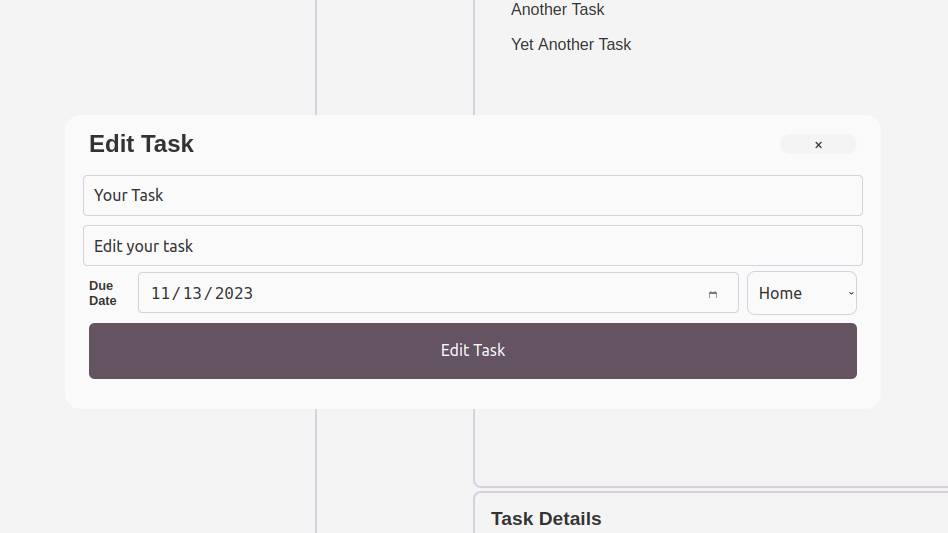 Another Task
Yet Another Task
Edit Task
×
Your Task
Edit your task
Due
Date
11/13/2023
Home
Edit Task
Task Details